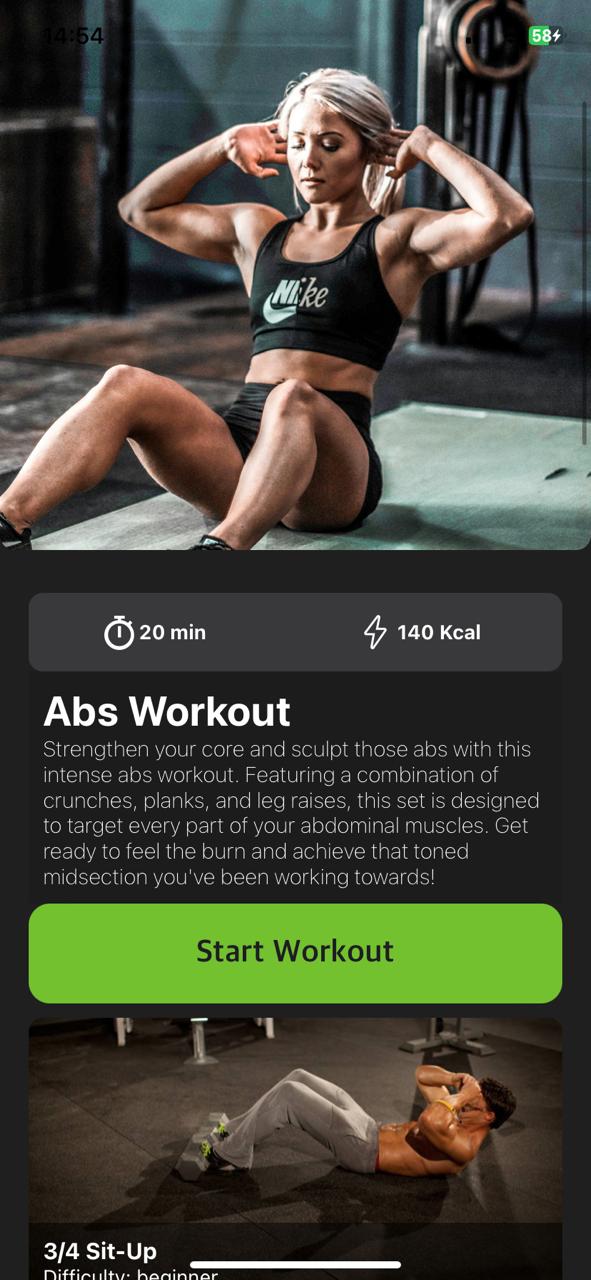 14:54
58
Nike
20 min
140 Kcal
Abs Workout
Strengthen your core and sculpt those abs with this
intense abs workout. Featuring a combination of
crunches, planks, and leg raises, this set is designed
to target every part of your abdominal muscles. Get
ready to feel the burn and achieve that toned
midsection you've been working towards!
Start Workout
3/4 Sit-Up
Difficulty: beginner